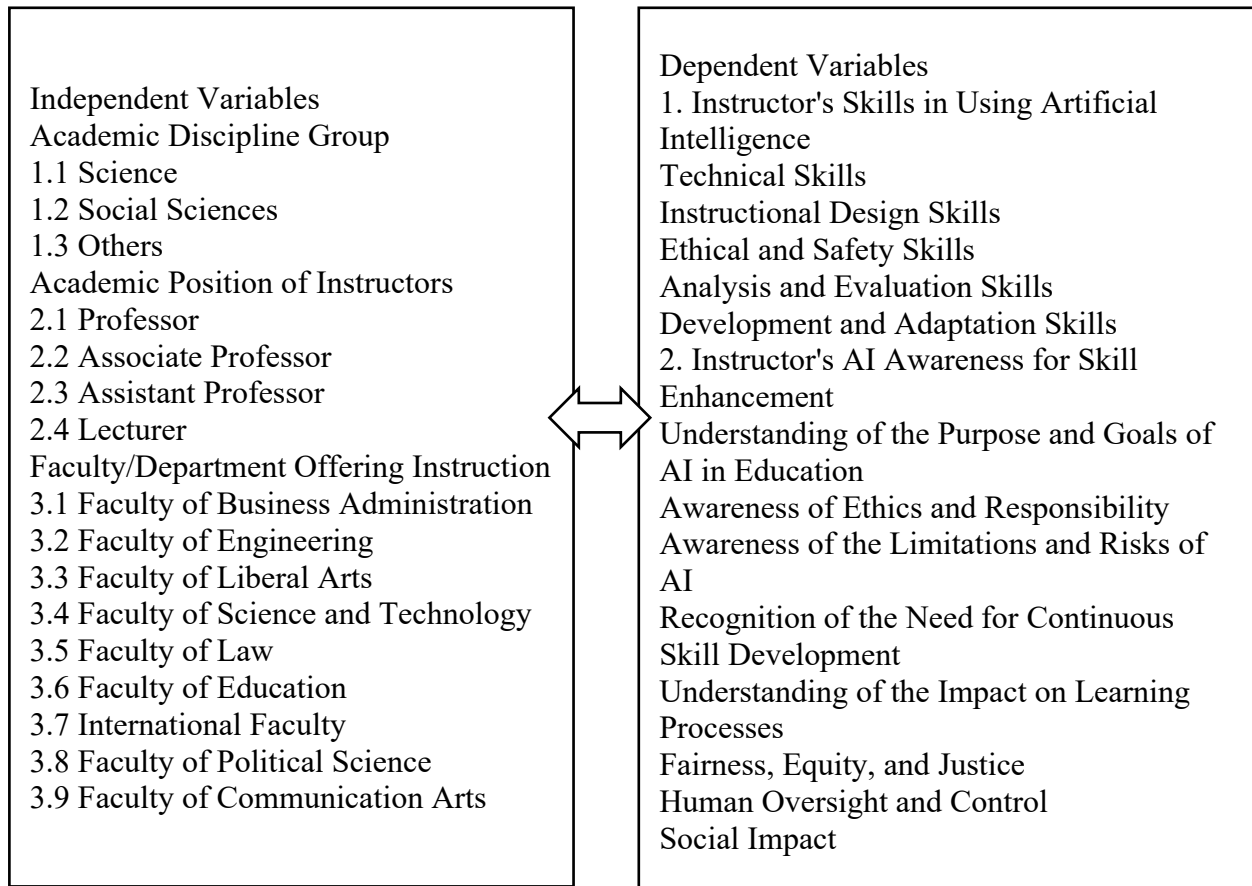 Independent Variables
Academic Discipline Group
1.1 Science
1.2 Social Sciences
1.3 Others
Academic Position of Instructors
2.1 Professor
2.2 Associate Professor
2.3 Assistant Professor
2.4 Lecturer
Faculty/Department Offering Instruction
3.1 Faculty of Business Administration
3.2 Faculty of Engineering
3.3 Faculty of Liberal Arts
3.4 Faculty of Science and Technology
3.5 Faculty of Law
3.6 Faculty of Education
3.7 International Faculty
3.8 Faculty of Political Science
3.9 Faculty of Communication Arts
Dependent Variables
1. Instructor's Skills in Using Artificial
Intelligence
Technical Skills
Instructional Design Skills
Ethical and Safety Skills
Analysis and Evaluation Skills
Development and Adaptation Skills
2. Instructor's AI Awareness for Skill
Enhancement
Understanding of the Purpose and Goals of
AI in Education
Awareness of Ethics and Responsibility
Awareness of the Limitations and Risks of
AI
Recognition of the Need for Continuous
Skill Development
Understanding of the Impact on Learning
Processes
Fairness, Equity, and Justice
Human Oversight and Control
Social Impact